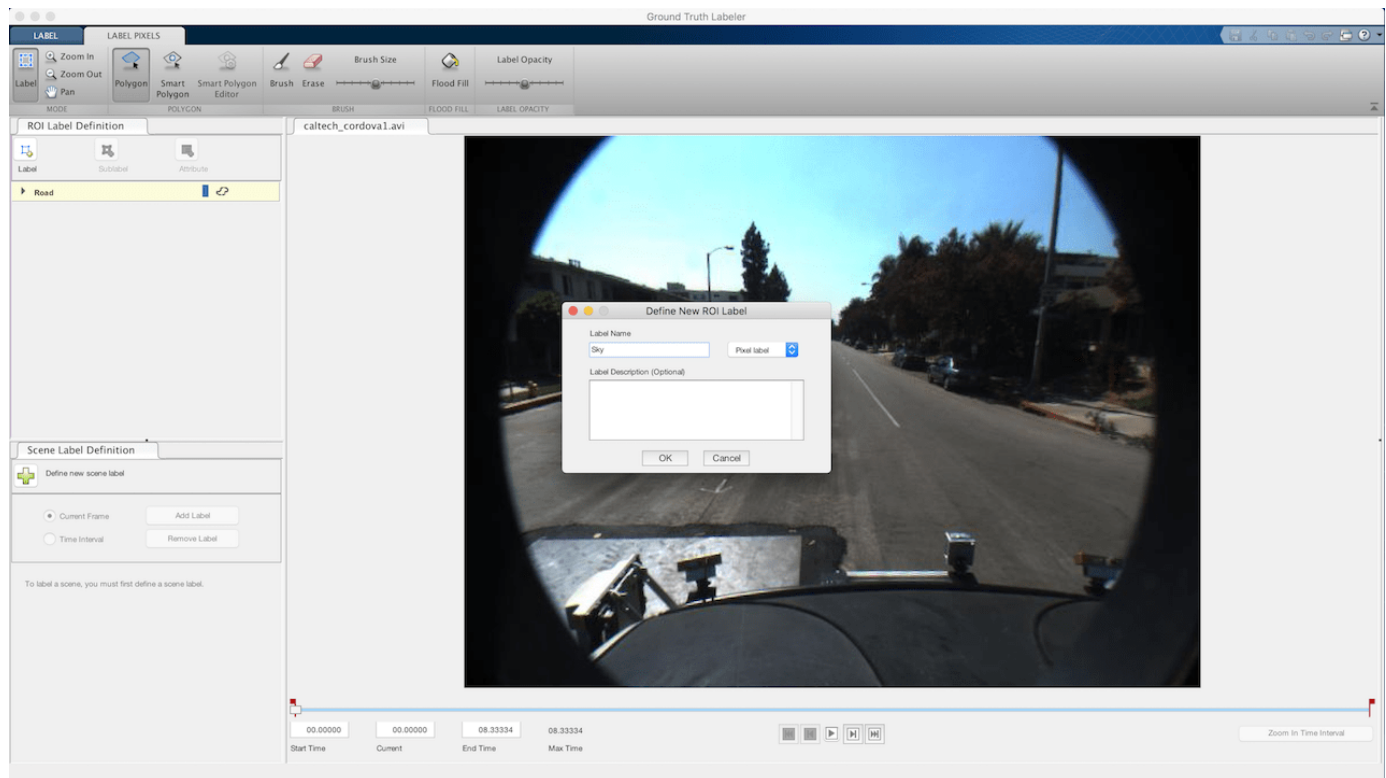 Ground Truth Labeler
LABEL LABEL PIXELS
Label
Zoom In
Zoom Out
Pan
MODE
Polygon
Smart Polygon
Smart Polygon Editor
POLYGON
Brush
Erase
Brush Size
BRUSH
Flood Fill
FLOOD FILL
Label Opacity
LABEL OPACITY
ROI Label Definition
Label Sublabel Attribute
Road
caltech_cordova1.avi
Define New ROI Label
Label Name
Sky Pixel label
Label Description (Optional)
OK Cancel
Scene Label Definition
Define new scene label
Current Frame Add Label
Time Interval Remove Label
To label a scene, you must first define a scene label.
00.00000 00.00000 08.33334 08.33334
Start Time Current End Time Max Time
Zoom In Time Interval